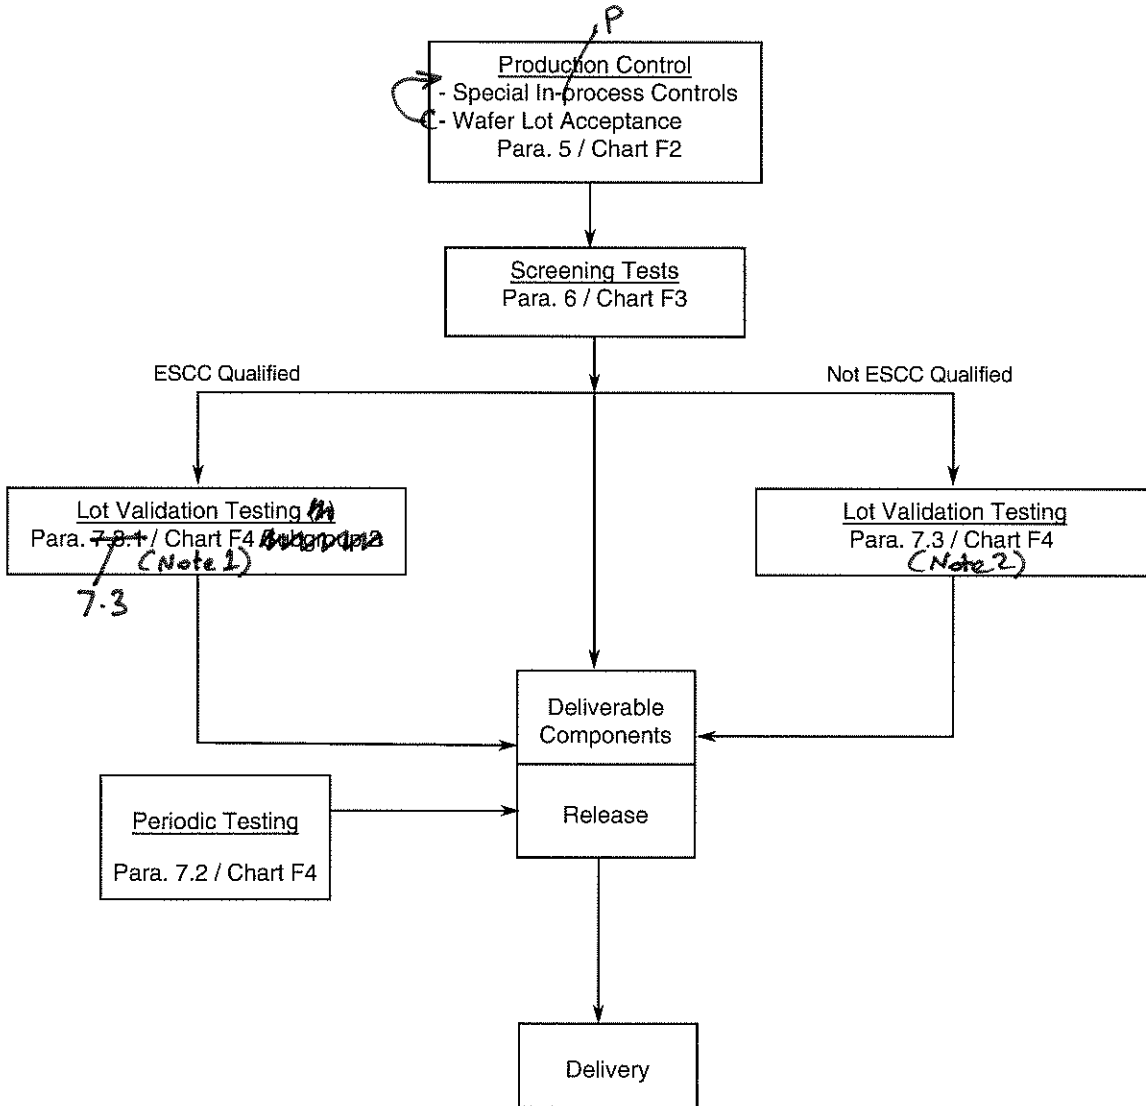 P
Production Control
- Special In-process Controls
- Wafer Lot Acceptance
Para. 5 / Chart F2
Screening Tests
Para. 6 / Chart F3
ESCC Qualified
Not ESCC Qualified
Lot Validation Testing
Para. 7.3.1 / Chart F4
(Note 1)
7.3
Lot Validation Testing
Para. 7.3 / Chart F4
(Note 2)
Deliverable
Components
Periodic Testing
Para. 7.2 / Chart F4
Release
Delivery